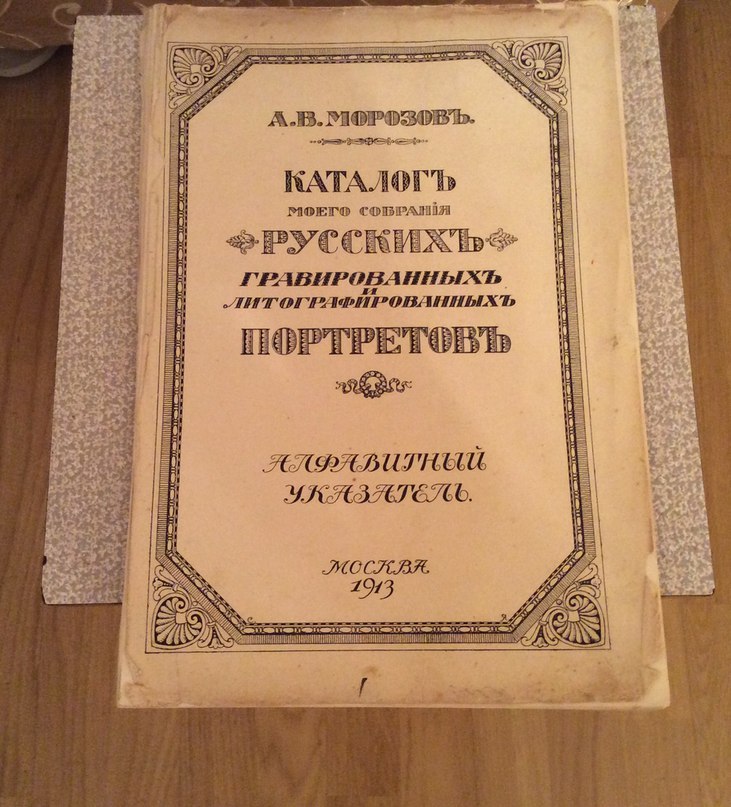 А.В.МОРОЗОВЪ.
КАТАЛОГЪ
МОЕГО СОБРАНІЯ
РУССКИХЪ
ГРАВИРОВАННЫХЪ
И
ЛИТОГРАФИРОВАННЫХЪ
ПОРТРЕТОВЪ
АЛФАВИТНЫЙ
УКАЗАТЕЛЬ.
МОСКВА
1913